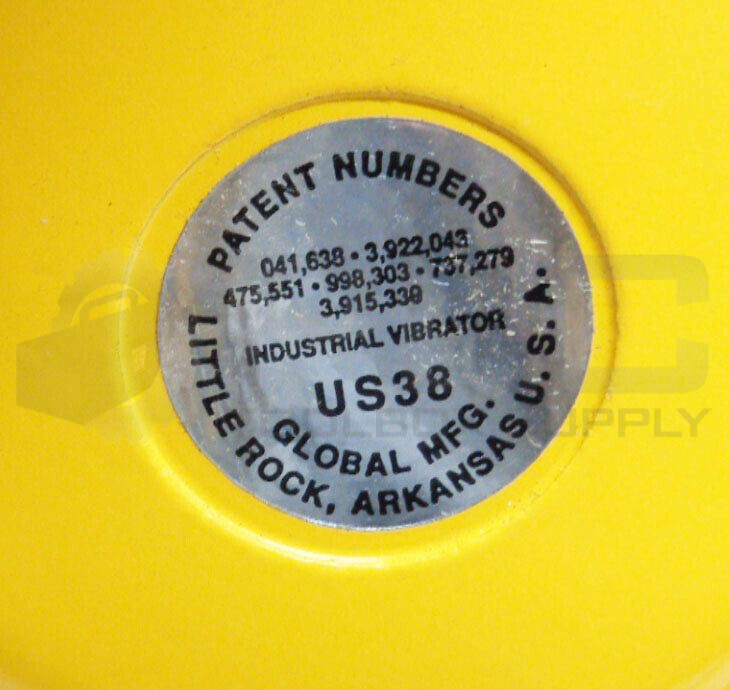 PATENT NUMBERS
041,638 · 3,922,043
475,551 · 998,303 · 737,279
3,915,339
INDUSTRIAL VIBRATOR
US38
GLOBAL MFG.
LITTLE ROCK, ARKANSAS U.S.A.